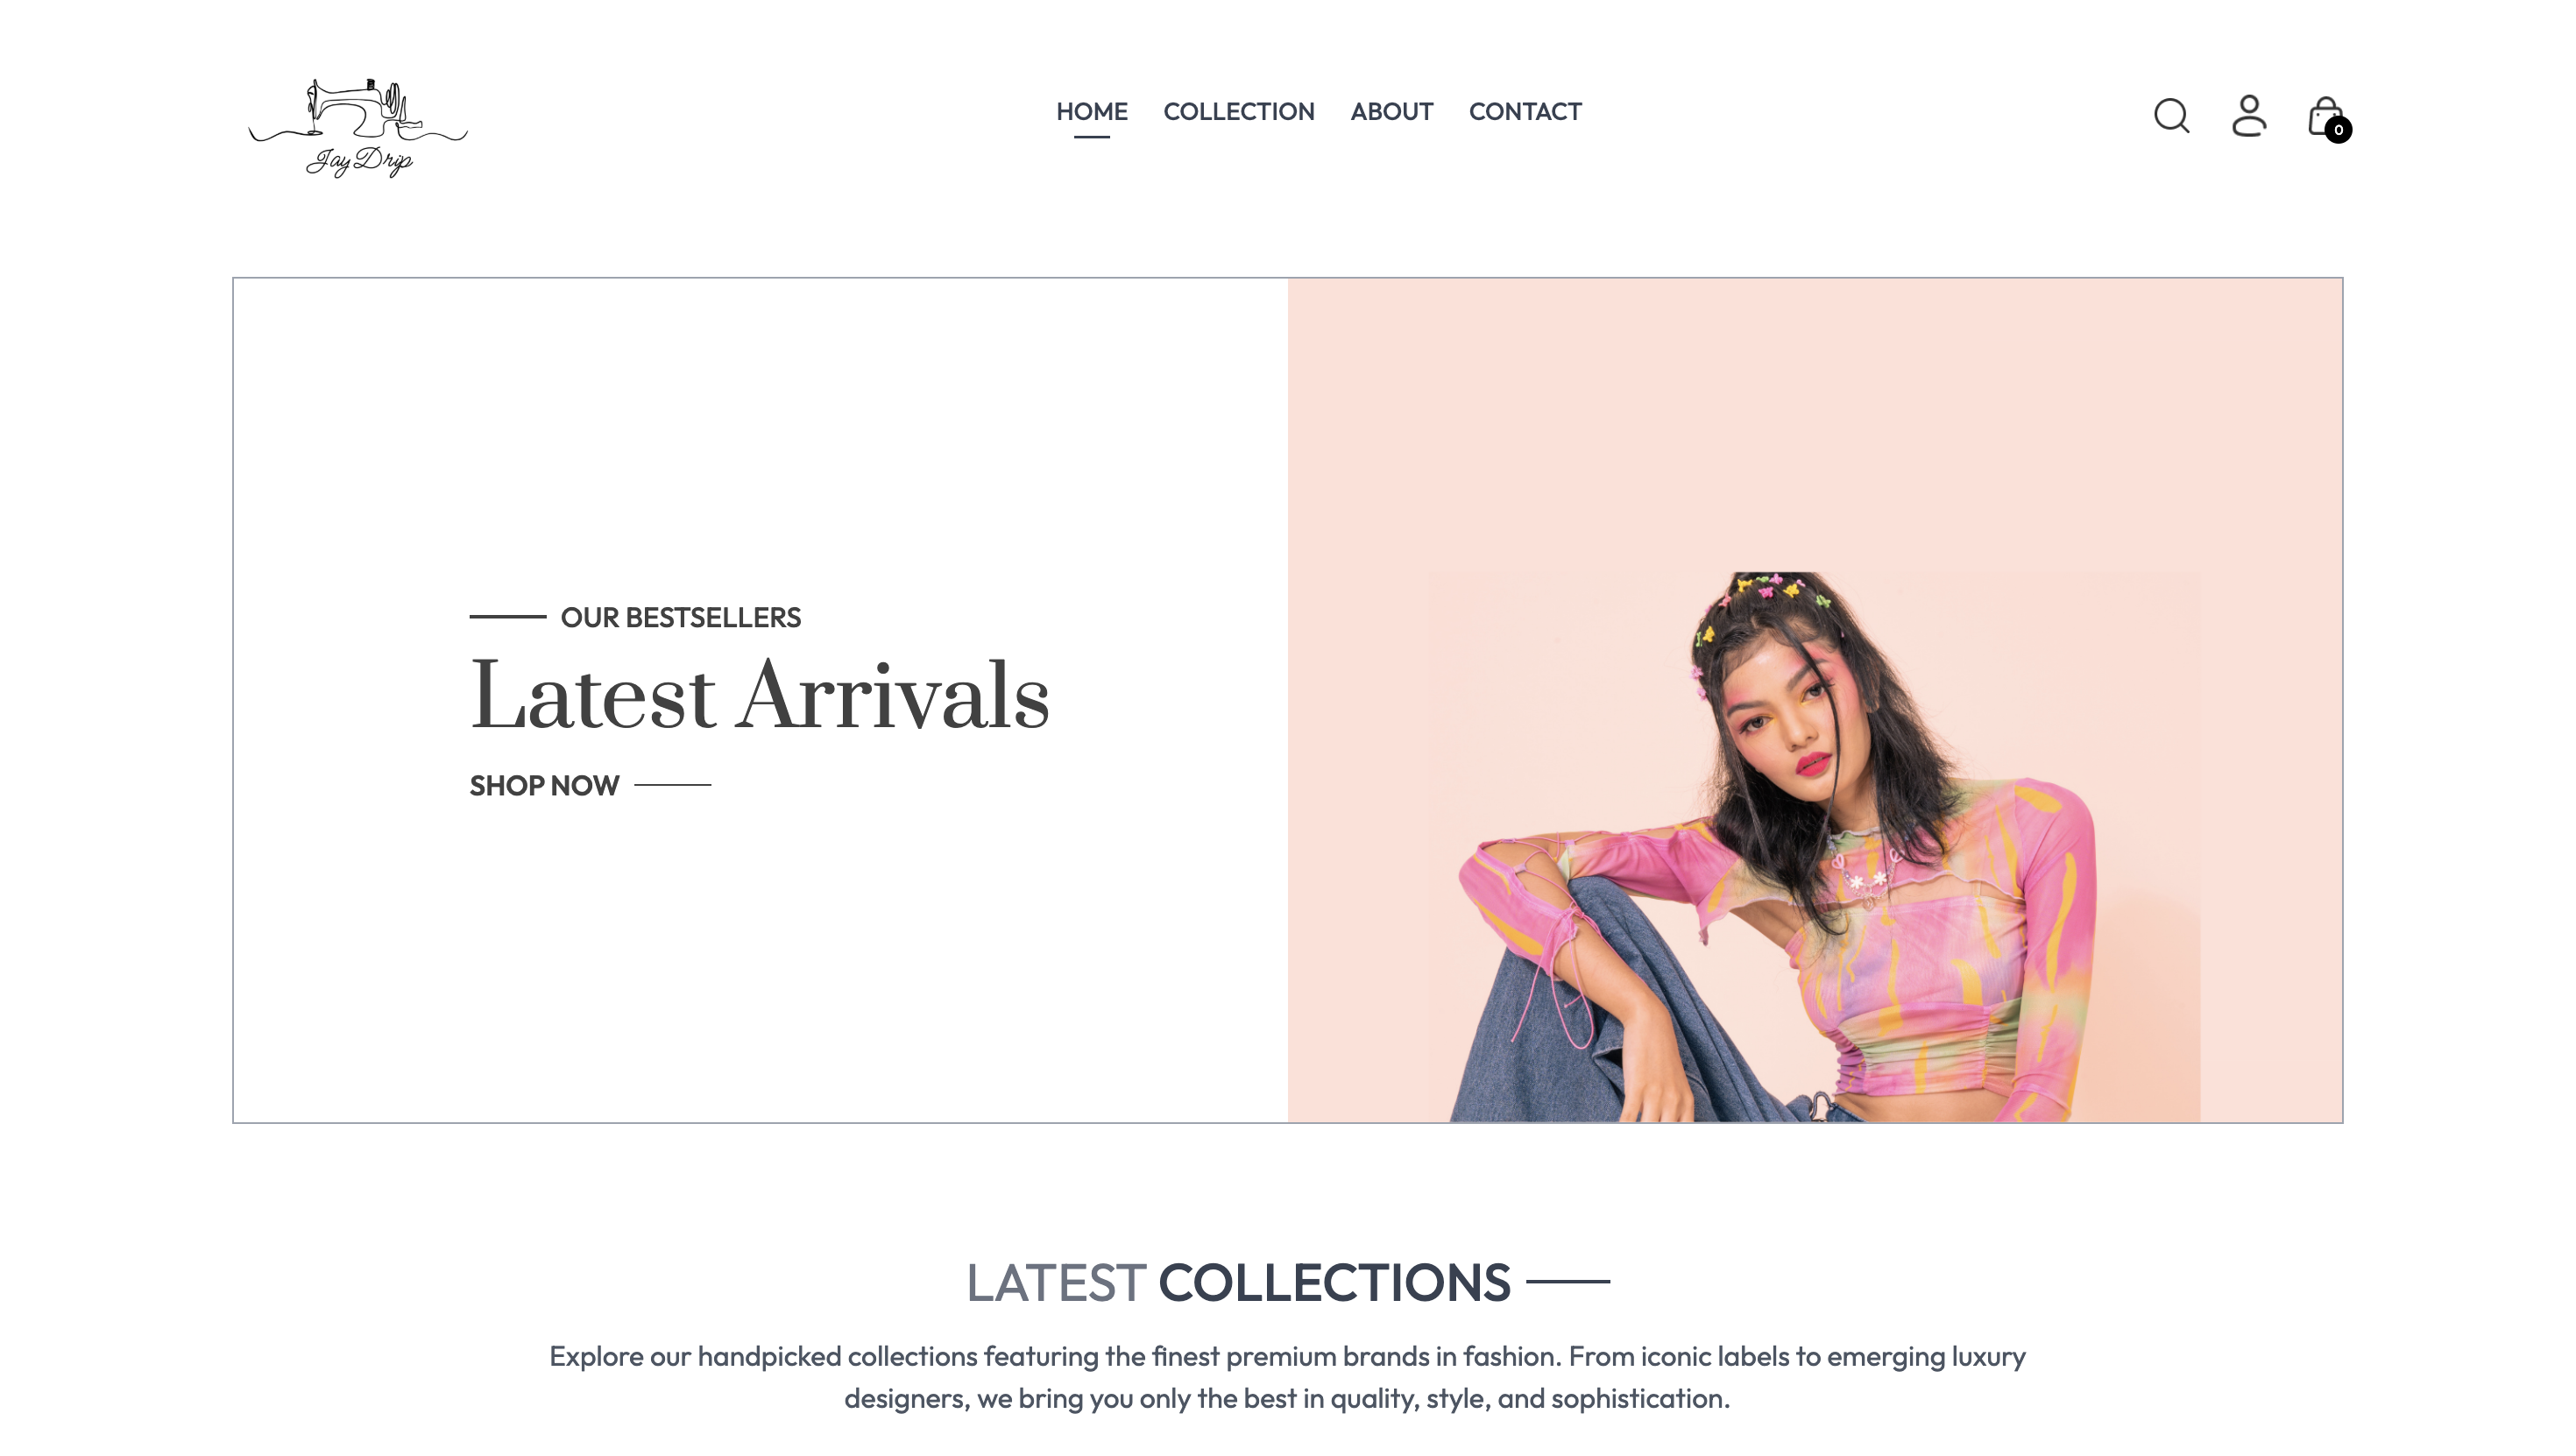 Jay Drip
HOME COLLECTION ABOUT CONTACT
0
OUR BESTSELLERS
Latest Arrivals
SHOP NOW
LATEST COLLECTIONS
Explore our handpicked collections featuring the finest premium brands in fashion. From iconic labels to emerging luxury
designers, we bring you only the best in quality, style, and sophistication.